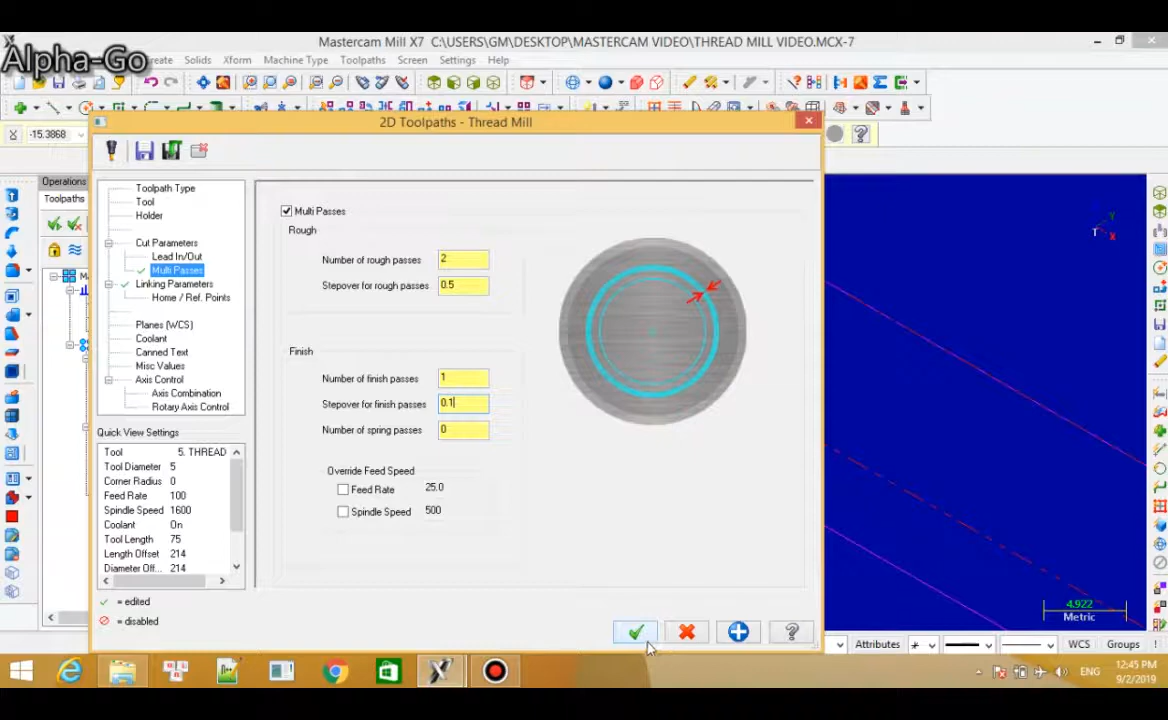 Alpha-Go
Mastercam Mill X7 C:\USERS\GM\DESKTOP\MASTERCAM VIDEO\THREAD MILL VIDEO.MCX-7
Create Solids Xform Machine Type Toolpaths Screen Settings Help
2D Toolpaths - Thread Mill
-15.3868
Operations
Toolpaths
Toolpath Type
Tool
Holder
Cut Parameters
Lead In/Out
Multi Passes
Linking Parameters
Home / Ref. Points
Planes (WCS)
Coolant
Canned Text
Misc Values
Axis Control
Axis Combination
Rotary Axis Control
Quick View Settings
Tool 5. THREAD
Tool Diameter 5
Corner Radius 0
Feed Rate 100
Spindle Speed 1600
Coolant On
Tool Length 75
Length Offset 214
Diameter Off... 214
= edited
= disabled
Multi Passes
Rough
Number of rough passes 2
Stepover for rough passes 0.5
Finish
Number of finish passes 1
Stepover for finish passes 0.1
Number of spring passes 0
Override Feed Speed
Feed Rate 25.0
Spindle Speed 500
Y
T X
4.922
Metric
Attributes WCS Groups
ENG
12:45 PM
9/2/2019